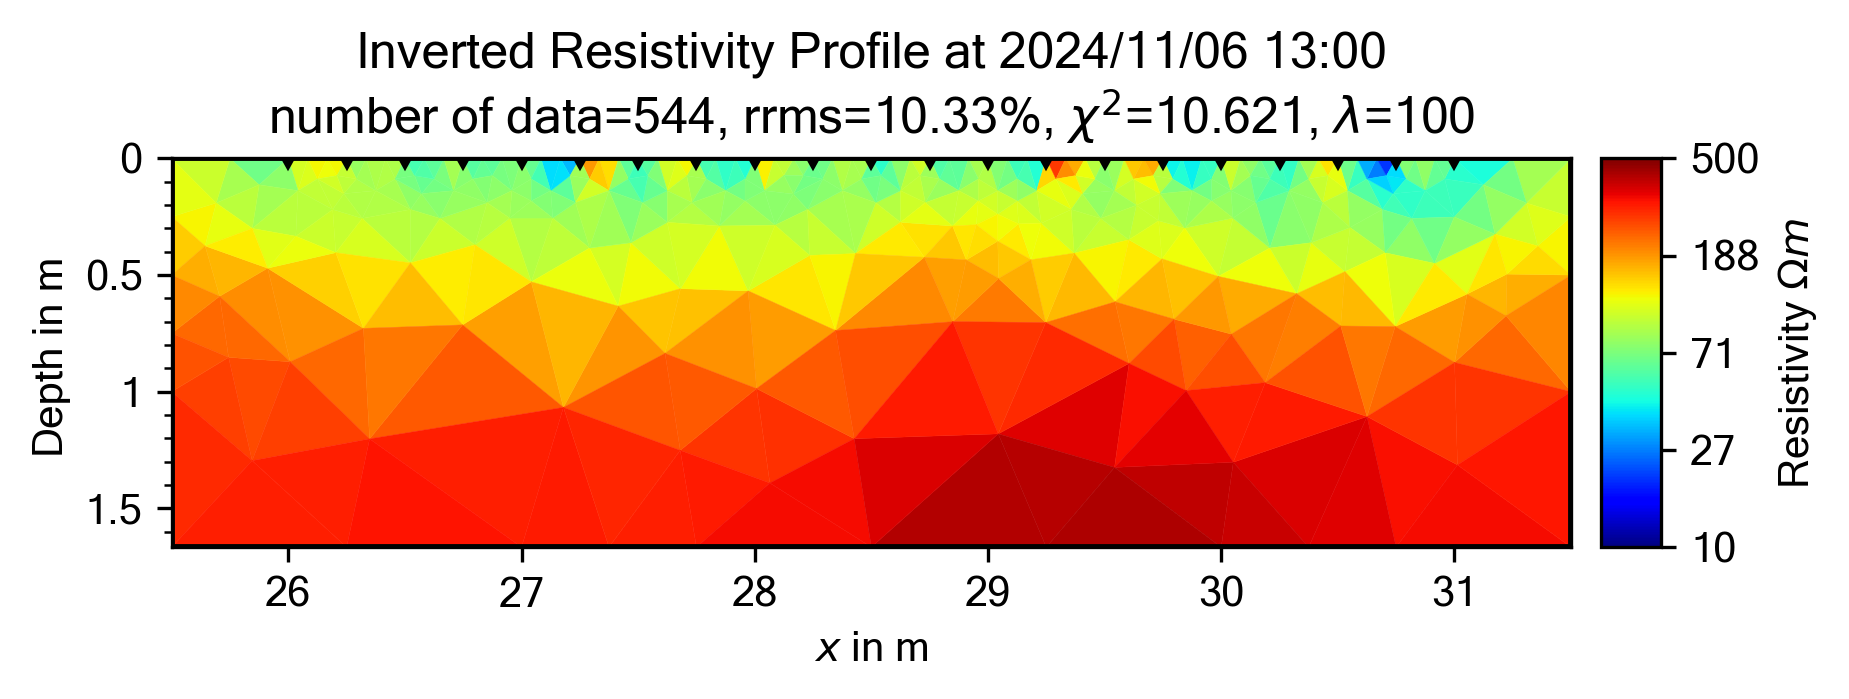 Inverted Resistivity Profile at 2024/11/06 13:00
number of data=544, rrms=10.33%, χ²=10.621, λ=100
0
0.5
1
1.5
Depth in m
26 27 28 29 30 31
x in m
500
188
71
27
10
Resistivity Ωm